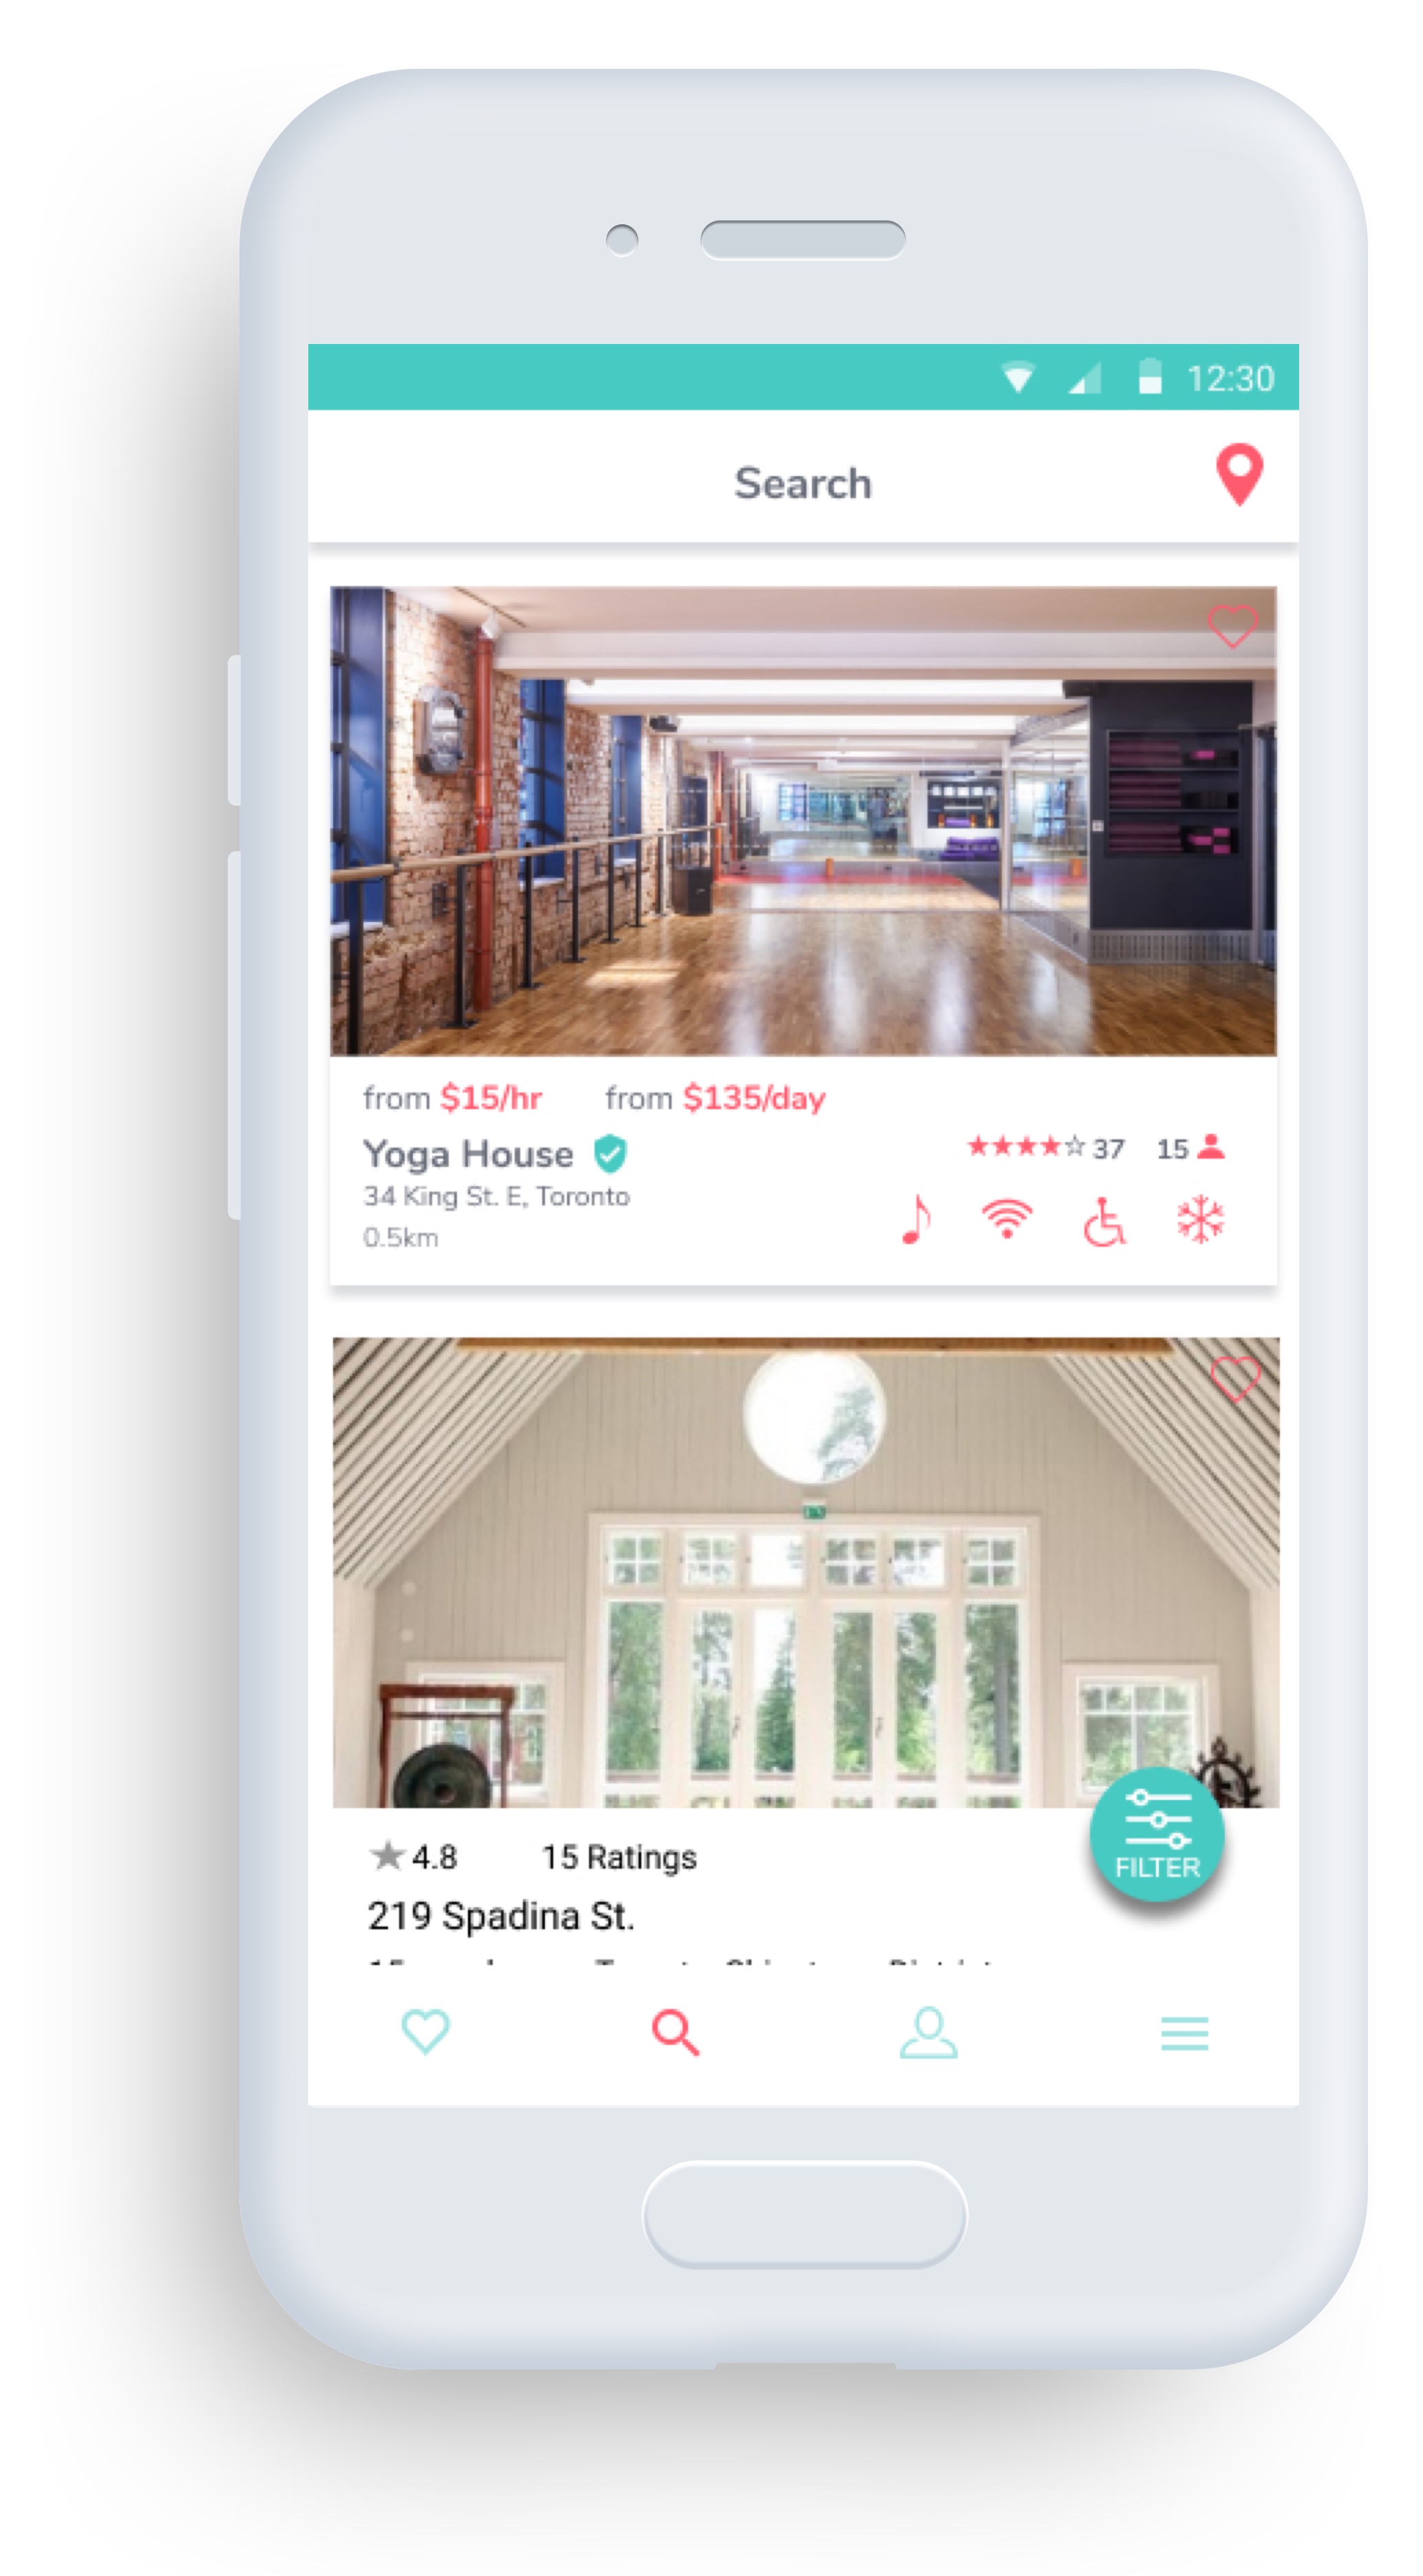 12:30
Search
from $15/hr from $135/day
Yoga House 37 15
34 King St. E, Toronto
0.5km
FILTER
4.8 15 Ratings
219 Spadina St.